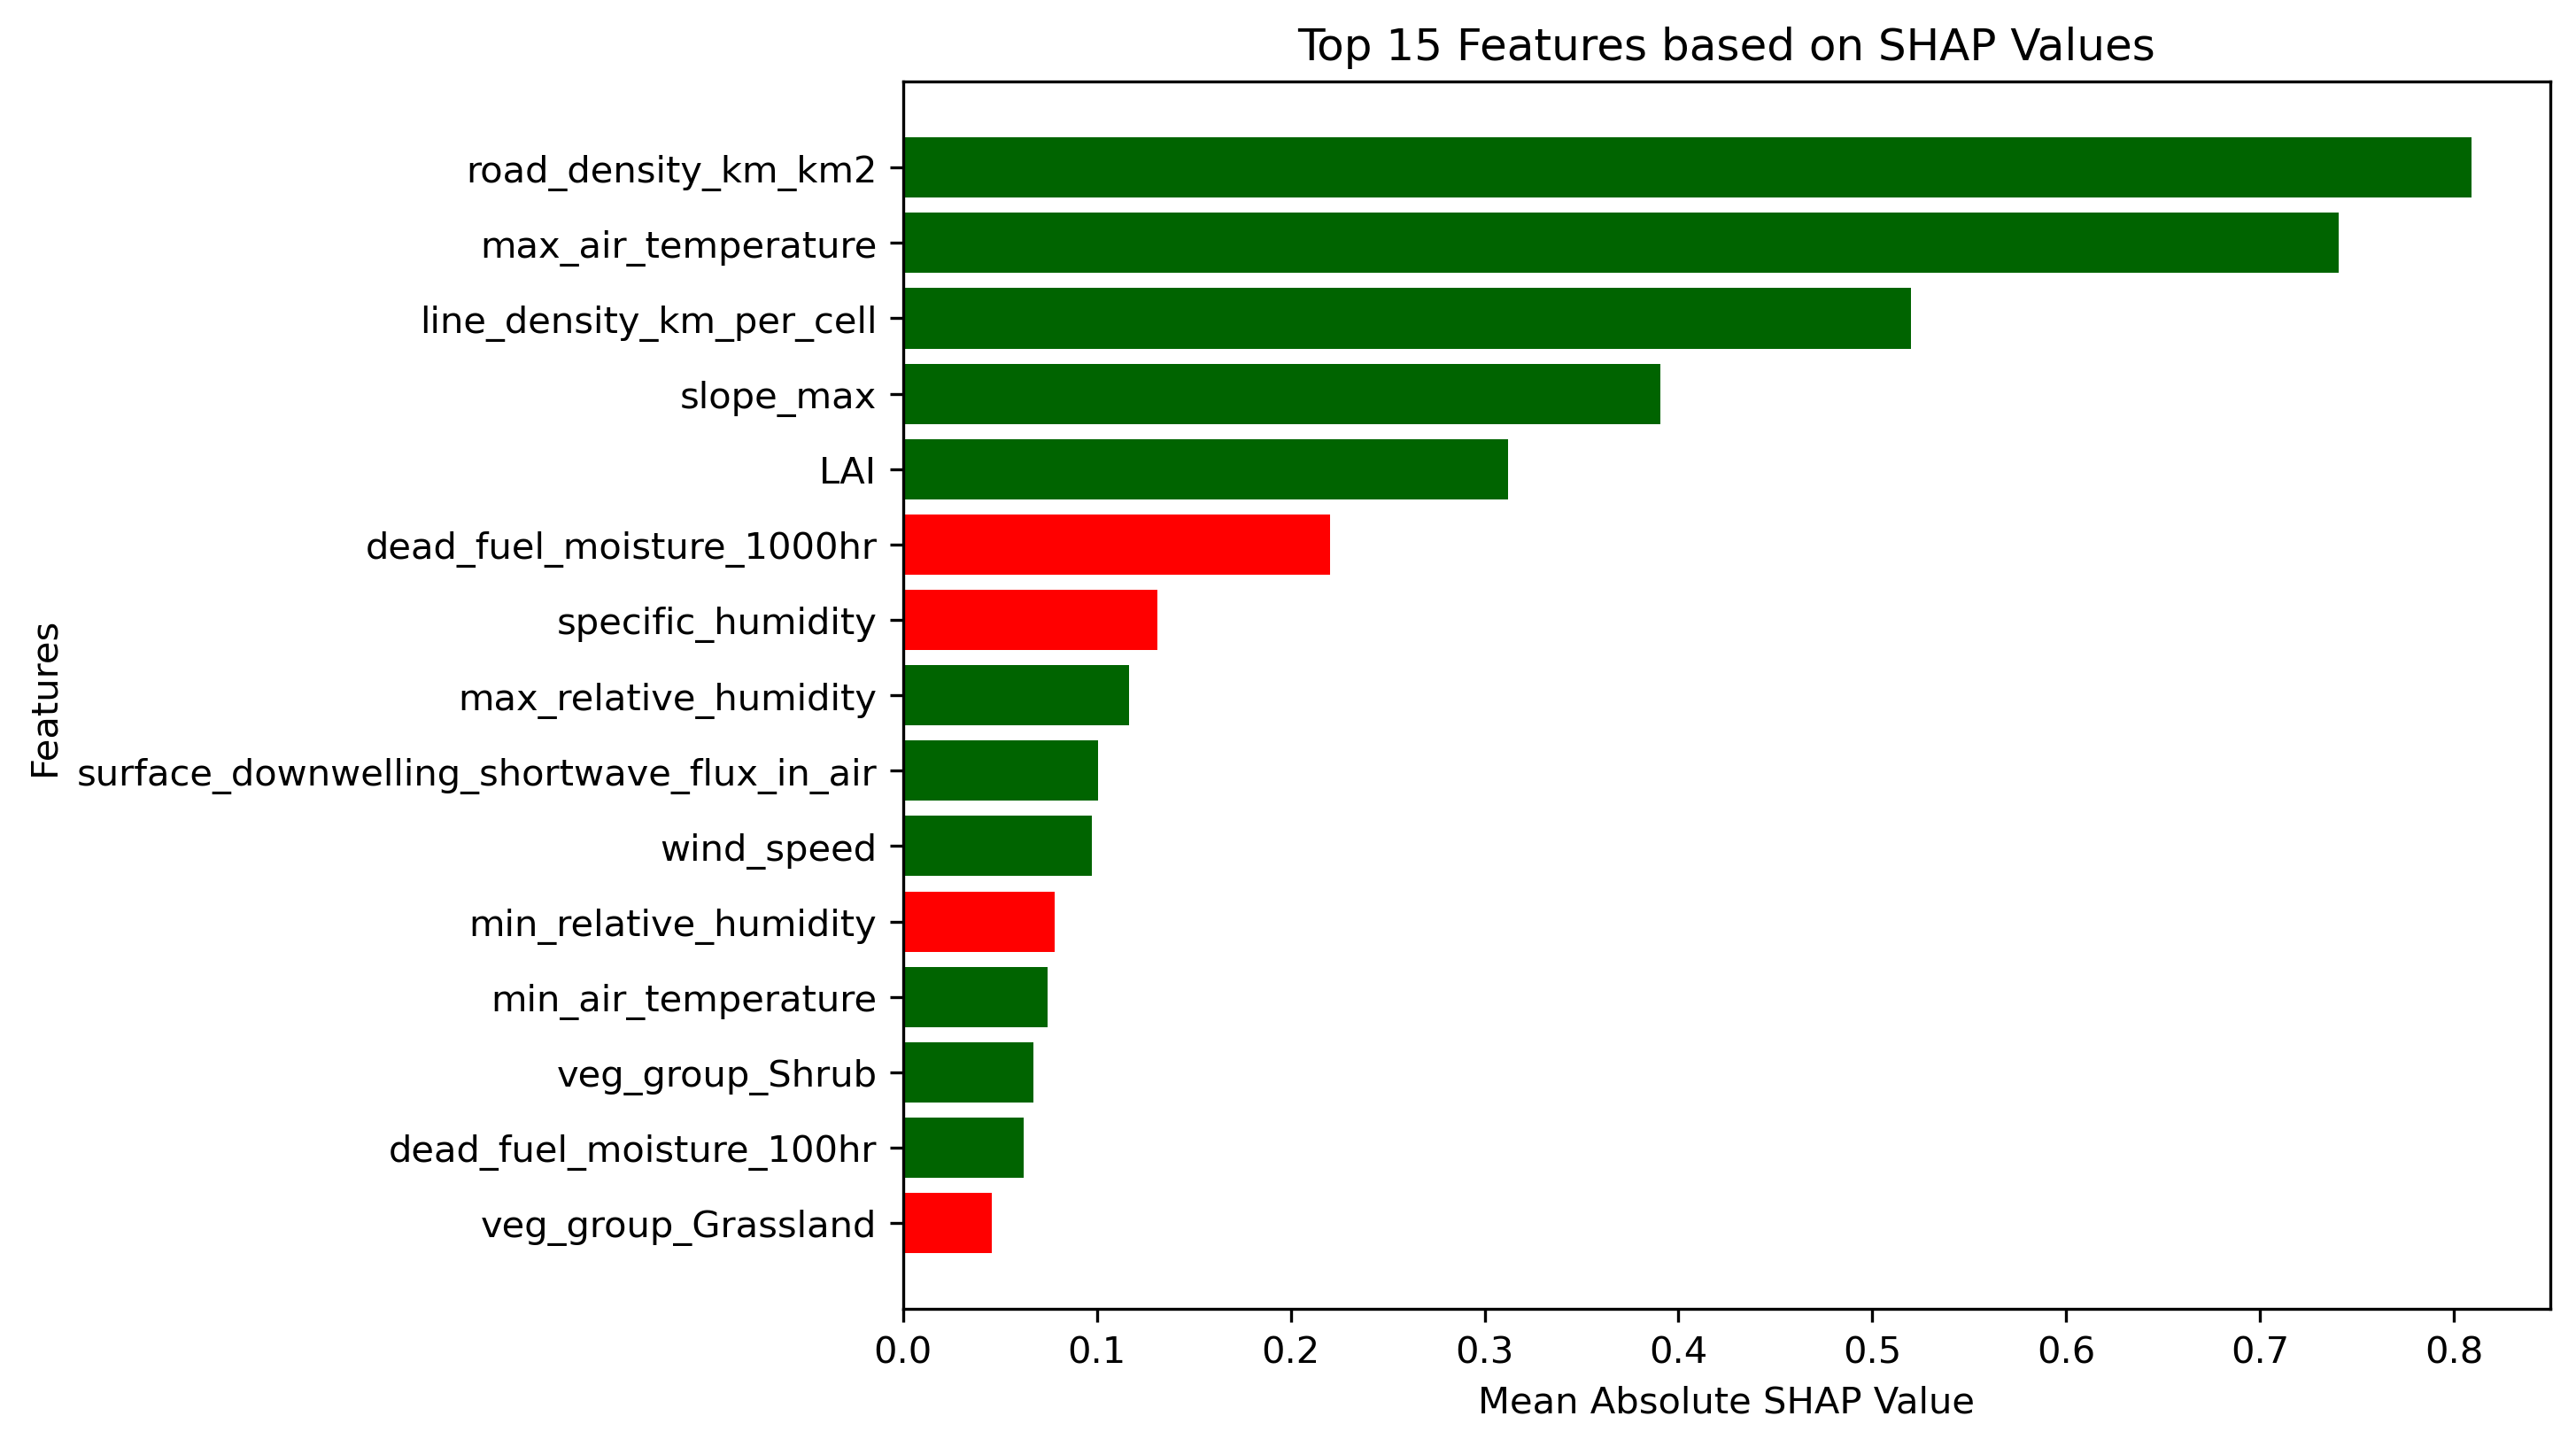 Top 15 Features based on SHAP Values
Features
road_density_km_km2
max_air_temperature
line_density_km_per_cell
slope_max
LAI
dead_fuel_moisture_1000hr
specific_humidity
max_relative_humidity
surface_downwelling_shortwave_flux_in_air
wind_speed
min_relative_humidity
min_air_temperature
veg_group_Shrub
dead_fuel_moisture_100hr
veg_group_Grassland
0.0 0.1 0.2 0.3 0.4 0.5 0.6 0.7 0.8
Mean Absolute SHAP Value